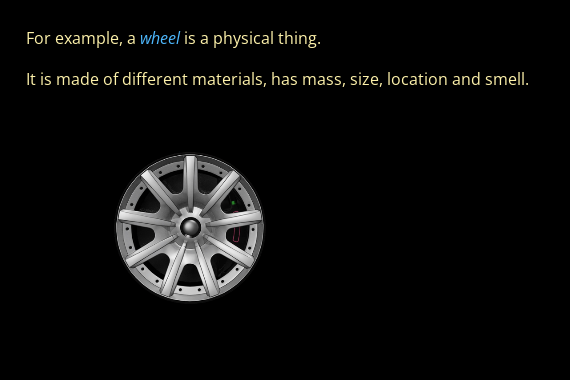 For example, a wheel is a physical thing.
It is made of different materials, has mass, size, location and smell.